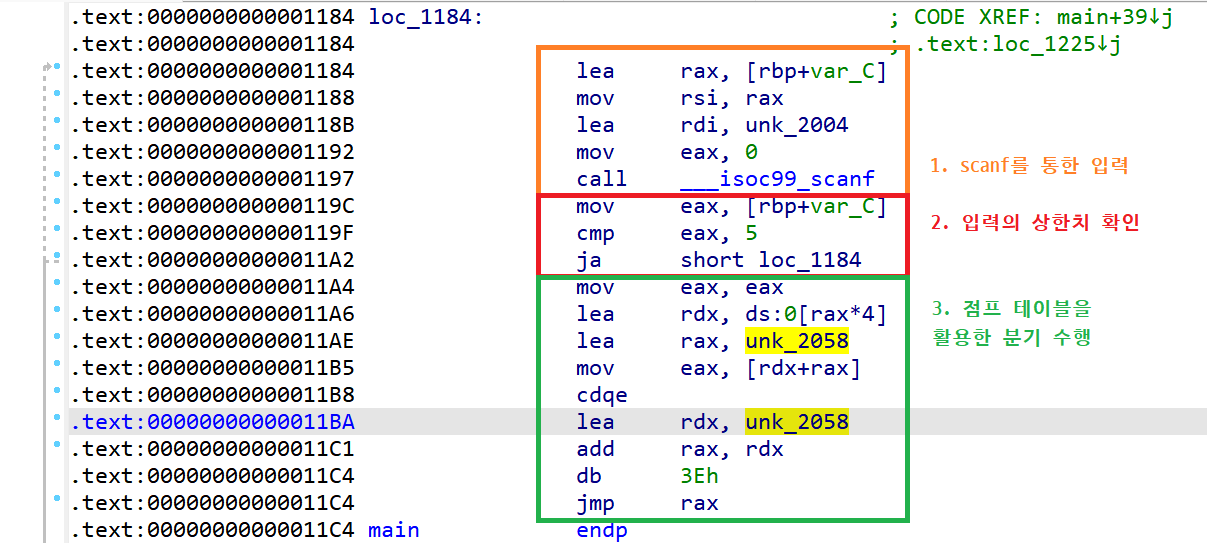 .text:0000000000001184 loc_1184: ; CODE XREF: main+39↓j
.text:0000000000001184 ; .text:loc_1225↓j
.text:0000000000001184 lea rax, [rbp+var_C]
.text:0000000000001188 mov rsi, rax
.text:000000000000118B lea rdi, unk_2004
.text:0000000000001192 mov eax, 0
.text:0000000000001197 call ___isoc99_scanf
1. scanf를 통한 입력
.text:000000000000119C mov eax, [rbp+var_C]
.text:000000000000119F cmp eax, 5
.text:00000000000011A2 ja short loc_1184
2. 입력의 상한치 확인
.text:00000000000011A4 mov eax, eax
.text:00000000000011A6 lea rdx, ds:0[rax*4]
.text:00000000000011AE lea rax, unk_2058
.text:00000000000011B5 mov eax, [rdx+rax]
.text:00000000000011B8 cdqe
.text:00000000000011BA lea rdx, unk_2058
.text:00000000000011C1 add rax, rdx
.text:00000000000011C4 db 3Eh
.text:00000000000011C4 jmp rax
.text:00000000000011C4 main endp
3. 점프 테이블을
활용한 분기 수행